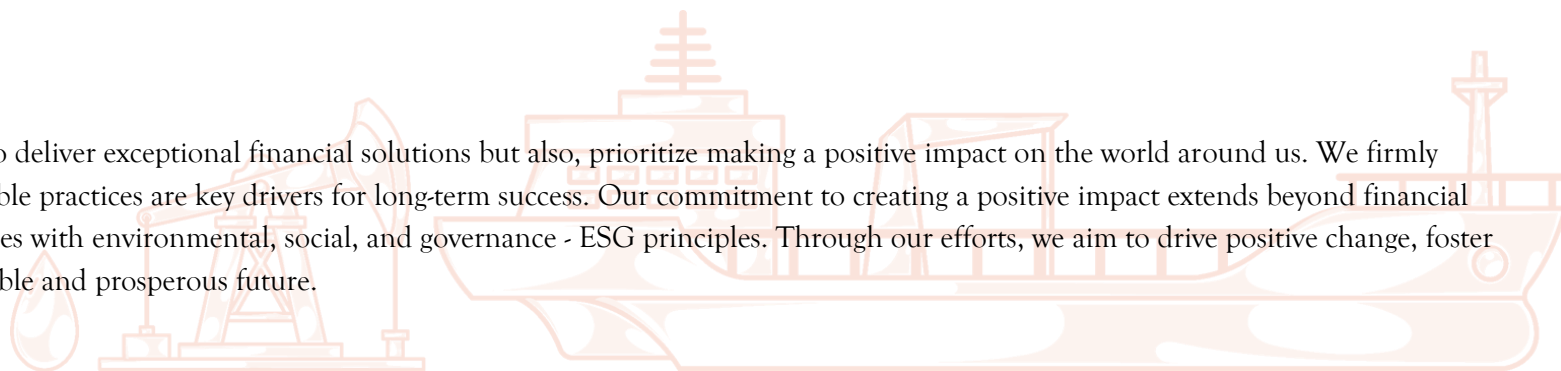 o deliver exceptional financial solutions but also, prioritize making a positive impact on the world around us. We firmly
ble practices are key drivers for long-term success. Our commitment to creating a positive impact extends beyond financial
es with environmental, social, and governance - ESG principles. Through our efforts, we aim to drive positive change, foster
ble and prosperous future.